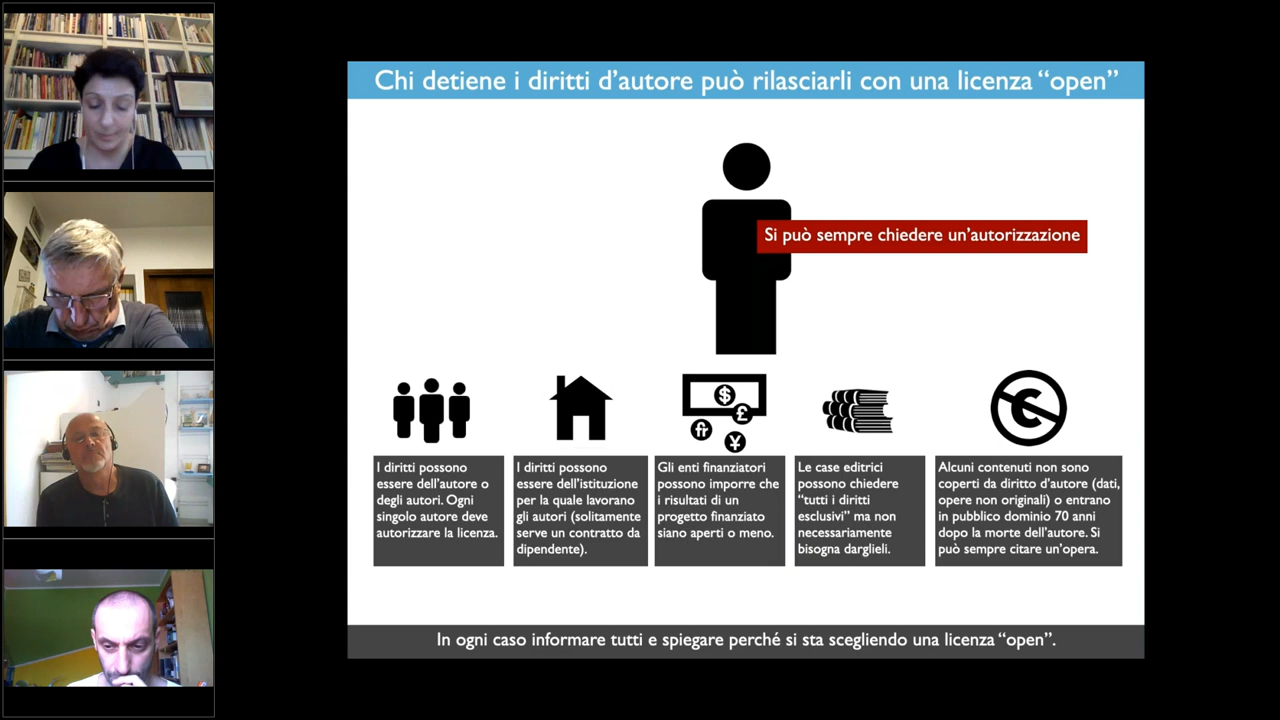 Chi detiene i diritti d’autore può rilasciarli con una licenza “open”
Si può sempre chiedere un’autorizzazione
$
£
fr
¥
C
I diritti possono
essere dell’autore o
degli autori. Ogni
singolo autore deve
autorizzare la licenza.
I diritti possono
essere dell’istituzione
per la quale lavorano
gli autori (solitamente
serve un contratto da
dipendente).
Gli enti finanziatori
possono imporre che
i risultati di un
progetto finanziato
siano aperti o meno.
Le case editrici
possono chiedere
“tutti i diritti
esclusivi” ma non
necessariamente
bisogna darglieli.
Alcuni contenuti non sono
coperti da diritto d’autore (dati,
opere non originali) o entrano
in pubblico dominio 70 anni
dopo la morte dell’autore. Si
può sempre citare un’opera.
In ogni caso informare tutti e spiegare perché si sta scegliendo una licenza “open”.